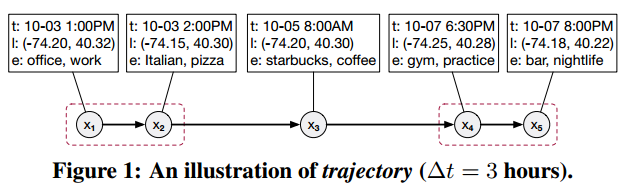 t: 10-03 1:00PM
l: (-74.20, 40.32)
e: office, work
t: 10-03 2:00PM
l: (-74.15, 40.30)
e: Italian, pizza
t: 10-05 8:00AM
l: (-74.20, 40.30)
e: starbucks, coffee
t: 10-07 6:30PM
l: (-74.25, 40.28)
e: gym, practice
t: 10-07 8:00PM
l: (-74.18, 40.22)
e: bar, nightlife
x₁
x₂
x₃
x₄
x₅
Figure 1: An illustration of trajectory (Δt = 3 hours).